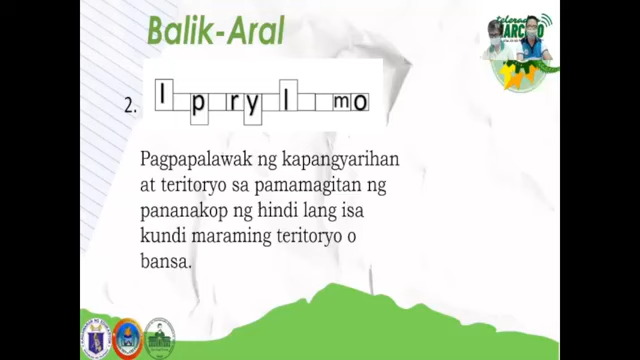 Balik-Aral
2. I p r y l m o
Pagpapalawak ng kapangyarihan
at teritoryo sa pamamagitan ng
pananakop ng hindi lang isa
kundi maraming teritoryo o
bansa.